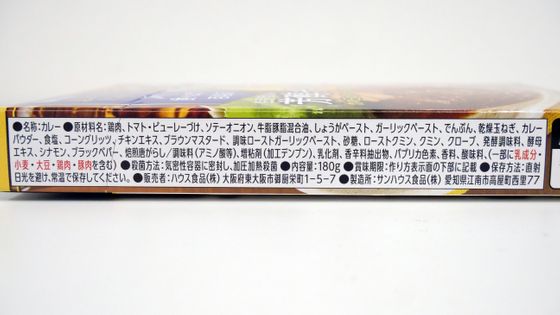 ●名称:カレー ●原材料名:鶏肉、トマト・ピューレーづけ、ソテーオニオン、牛脂豚脂混合油、しょうがペースト、ガーリックペースト、でんぷん、乾燥玉ねぎ、カレー
パウダー、食塩、コーングリッツ、チキンエキス、ブラウンマスタード、調味ローストガーリックペースト、砂糖、ローストクミン、クミン、クローブ、発酵調味料、酵母
エキス、シナモン、ブラックペパー、焙煎唐がらし/調味料(アミノ酸等)、増粘剤(加工デンプン)、乳化剤、香辛料抽出物、パプリカ色素、香料、酸味料、(一部に乳成分・
小麦・大豆・鶏肉・豚肉を含む) ●殺菌方法:気密性容器に密封し、加圧加熱殺菌 ●内容量:180g ●賞味期限:作り方表示面の下部に記載 ●保存方法:直射
日光を避け、常温で保存してください。 ●販売者:ハウス食品(株) 大阪府東大阪市御厨栄町1-5-7 ●製造所:サンハウス食品(株) 愛知県江南市高屋町西里77